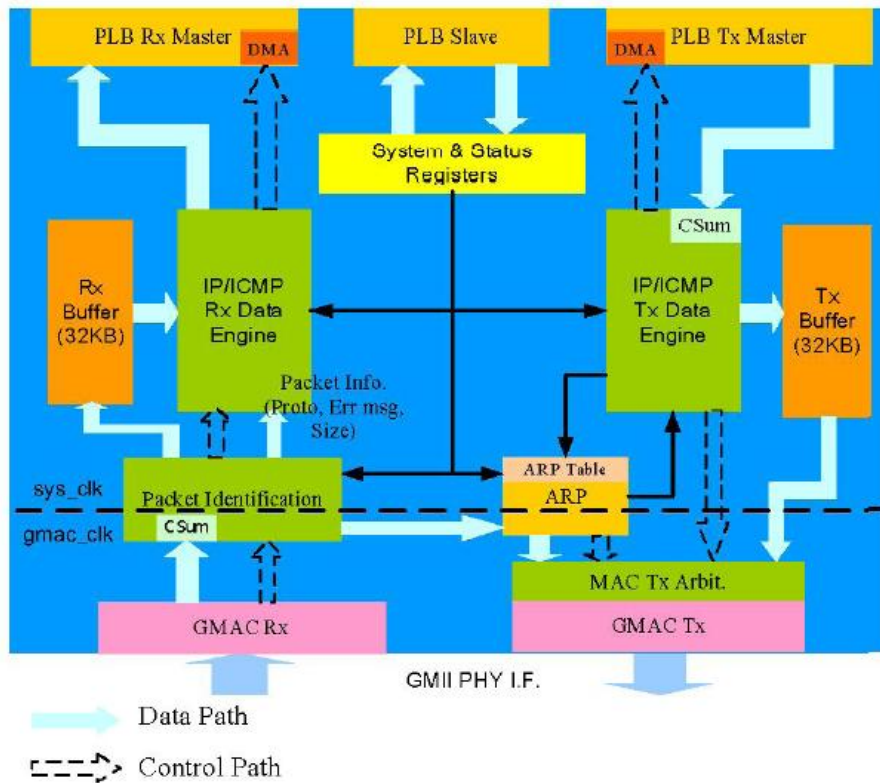 PLB Rx Master
DMA
PLB Slave
DMA
PLB Tx Master
System & Status
Registers
CSum
Rx
Buffer
(32KB)
IP/ICMP
Rx Data
Engine
IP/ICMP
Tx Data
Engine
Tx
Buffer
(32KB)
Packet Info.
(Proto, Err msg,
Size)
ARP Table
ARP
sys_clk
Packet Identification
gmac_clk
CSum
MAC Tx Arbit.
GMAC Rx
GMAC Tx
GMII PHY I.F.
Data Path
Control Path